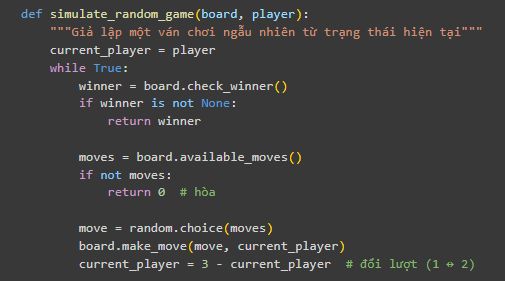 def simulate_random_game(board, player):
    """Giả lập một ván chơi ngẫu nhiên từ trạng thái hiện tại"""
    current_player = player
    while True:
        winner = board.check_winner()
        if winner is not None:
            return winner

        moves = board.available_moves()
        if not moves:
            return 0  # hòa

        move = random.choice(moves)
        board.make_move(move, current_player)
        current_player = 3 - current_player  # đổi lượt (1 ↔ 2)